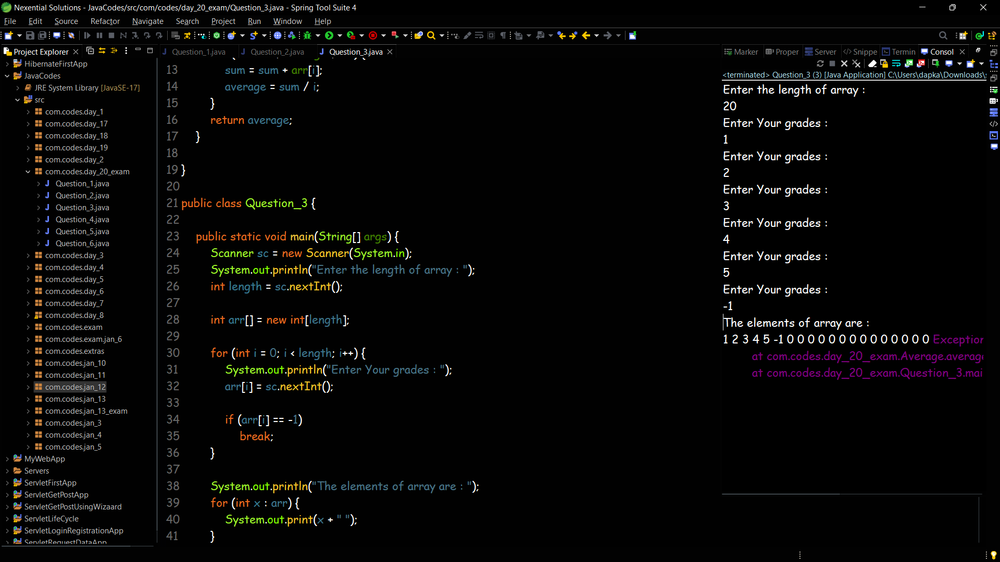 Nexential Solutions - JavaCodes/src/com/codes/day_20_exam/Question_3.java - Spring Tool Suite 4
File Edit Source Refactor Navigate Search Project Run Window Help
Project Explorer
HibernateFirstApp
JavaCodes
JRE System Library [JavaSE-17]
src
com.codes.day_1
com.codes.day_17
com.codes.day_18
com.codes.day_19
com.codes.day_2
com.codes.day_20_exam
Question_1.java
Question_2.java
Question_3.java
Question_4.java
Question_5.java
Question_6.java
com.codes.day_3
com.codes.day_4
com.codes.day_5
com.codes.day_6
com.codes.day_7
com.codes.day_8
com.codes.exam
com.codes.exam.jan_6
com.codes.extras
com.codes.jan_10
com.codes.jan_11
com.codes.jan_12
com.codes.jan_13
com.codes.jan_13_exam
com.codes.jan_3
com.codes.jan_4
com.codes.jan_5
MyWebApp
Servers
ServletFirstApp
ServletGetPostApp
ServletGetPostUsingWizaard
ServletLifeCycle
ServletLoginRegistrationApp
ServletRequestDataApp
Question_1.java Question_2.java Question_3.java
13 sum = sum + arr[i];
14 average = sum / i;
15 }
16 return average;
17 }
18
19 }
20
21 public class Question_3 {
22
23 public static void main(String[] args) {
24 Scanner sc = new Scanner(System.in);
25 System.out.println("Enter the length of array : ");
26 int length = sc.nextInt();
27
28 int arr[] = new int[length];
29
30 for (int i = 0; i < length; i++) {
31 System.out.println("Enter Your grades : ");
32 arr[i] = sc.nextInt();
33
34 if (arr[i] == -1)
35 break;
36 }
37
38 System.out.println("The elements of array are : ");
39 for (int x : arr) {
40 System.out.print(x + " ");
41 }
Marker Proper Server Snippe Termin Consol
<terminated> Question_3 (3) [Java Application] C:\Users\dapka\Downloads\
Enter the length of array :
20
Enter Your grades :
1
Enter Your grades :
2
Enter Your grades :
3
Enter Your grades :
4
Enter Your grades :
5
Enter Your grades :
-1
The elements of array are :
1 2 3 4 5 -1 0 0 0 0 0 0 0 0 0 0 0 0 0 0 Exception
at com.codes.day_20_exam.Average.average
at com.codes.day_20_exam.Question_3.mai